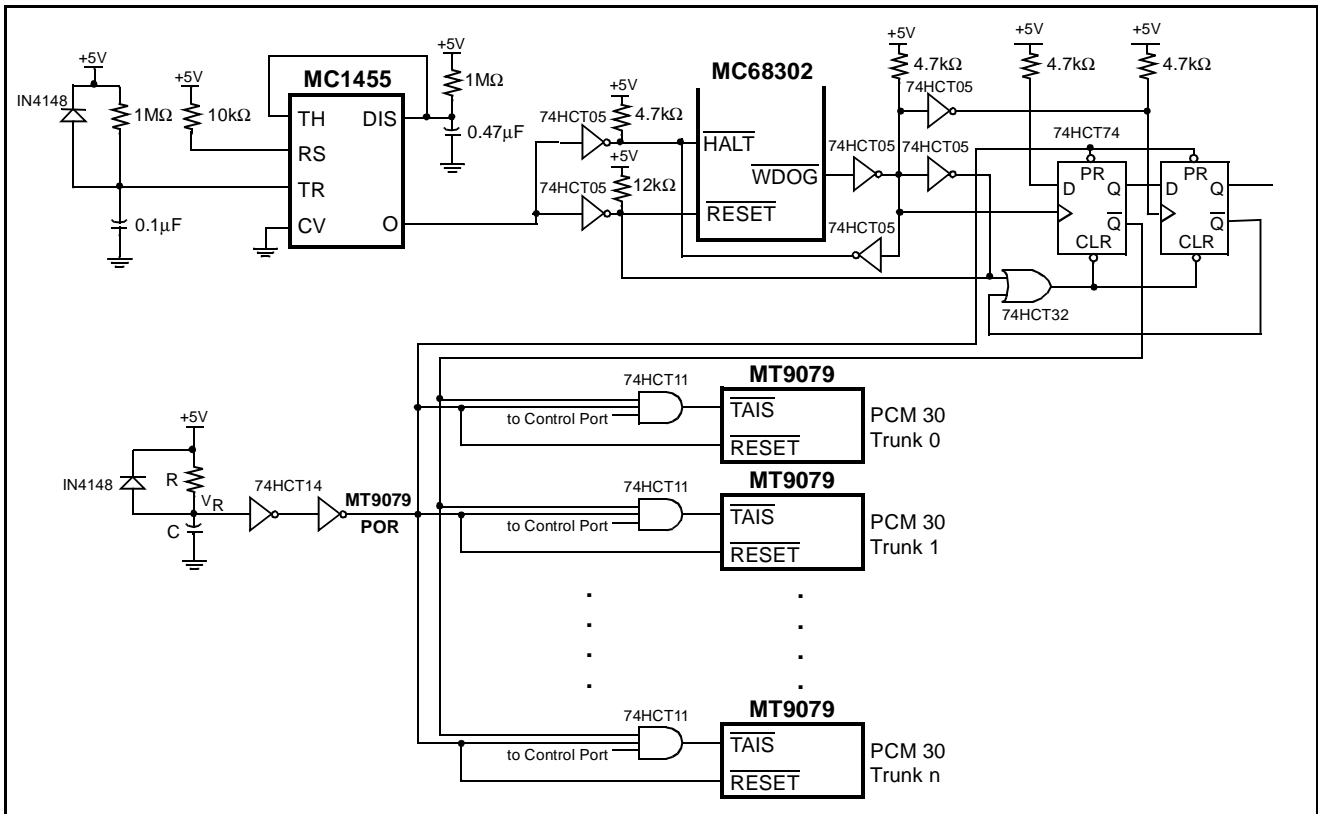 +5V
IN4148
1MΩ
+5V
10kΩ
0.1µF
MC1455
TH
DIS
RS
TR
CV
O
+5V
1MΩ
0.47µF
+5V
74HCT05
4.7kΩ
+5V
74HCT05
12kΩ
MC68302
HALT
WDOG
RESET
74HCT05
74HCT05
74HCT05
+5V
4.7kΩ
74HCT05
+5V
4.7kΩ
+5V
4.7kΩ
74HCT74
PR
D Q
Q
CLR
PR
D Q
Q
CLR
74HCT32
+5V
IN4148
R
VR
C
74HCT14
MT9079
POR
74HCT11
to Control Port
MT9079
TAIS
RESET
PCM 30
Trunk 0
74HCT11
to Control Port
MT9079
TAIS
RESET
PCM 30
Trunk 1
74HCT11
to Control Port
MT9079
TAIS
RESET
PCM 30
Trunk n